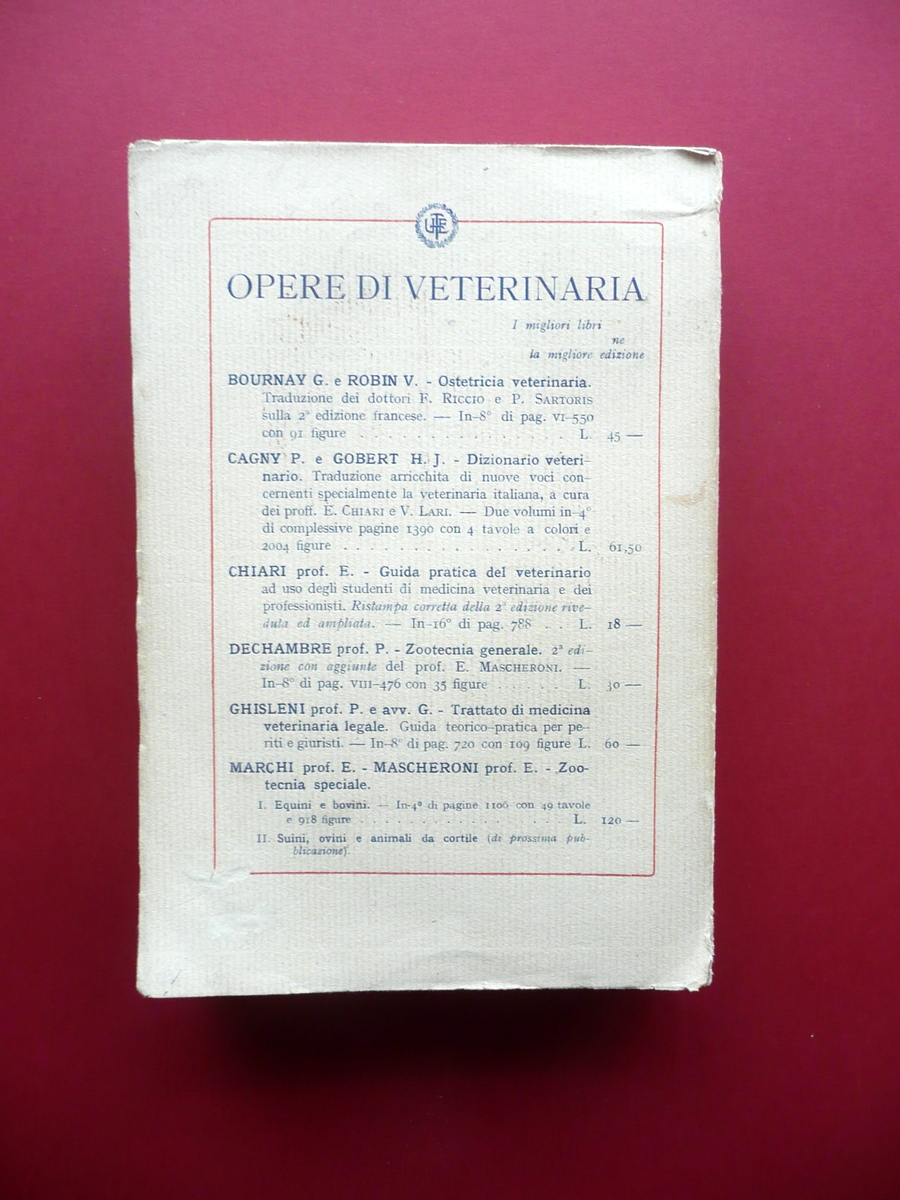 UTET
OPERE DI VETERINARIA
I migliori libri
ne
la migliore edizione
BOURNAY G. e ROBIN V. - Ostetricia veterinaria.
Traduzione dei dottori F. RICCIO e P. SARTORIS
sulla 2ª edizione francese. — In-8° di pag. VI-550
con 91 figure . . . . . . . . . . . . . . L. 45 —
CAGNY P. e GOBERT H. J. - Dizionario veteri-
nario. Traduzione arricchita di nuove voci con-
cernenti specialmente la veterinaria italiana, a cura
dei proff. E. CHIARI e V. LARI. — Due volumi in-4°
di complessive pagine 1390 con 4 tavole a colori e
2004 figure . . . . . . . . . . . . . . . L. 61,50
CHIARI prof. E. - Guida pratica del veterinario
ad uso degli studenti di medicina veterinaria e dei
professionisti. Ristampa corretta della 2ª edizione rive-
duta ed ampliata. — In-16° di pag. 788 . . L. 18 —
DECHAMBRE prof. P. - Zootecnia generale. 2ª edi-
zione con aggiunte del prof. E. MASCHERONI. —
In-8° di pag. VIII-476 con 35 figure . . . . . . L. 30 —
GHISLENI prof. P. e avv. G. - Trattato di medicina
veterinaria legale. Guida teorico-pratica per pe-
riti e giuristi. — In-8° di pag. 720 con 109 figure L. 60 —
MARCHI prof. E. - MASCHERONI prof. E. - Zoo-
tecnia speciale.
I. Equini e bovini. — In-4° di pagine 1106 con 49 tavole
e 918 figure . . . . . . . . . . . . . . . L. 120 —
II. Suini, ovini e animali da cortile (di prossima pub-
blicazione).